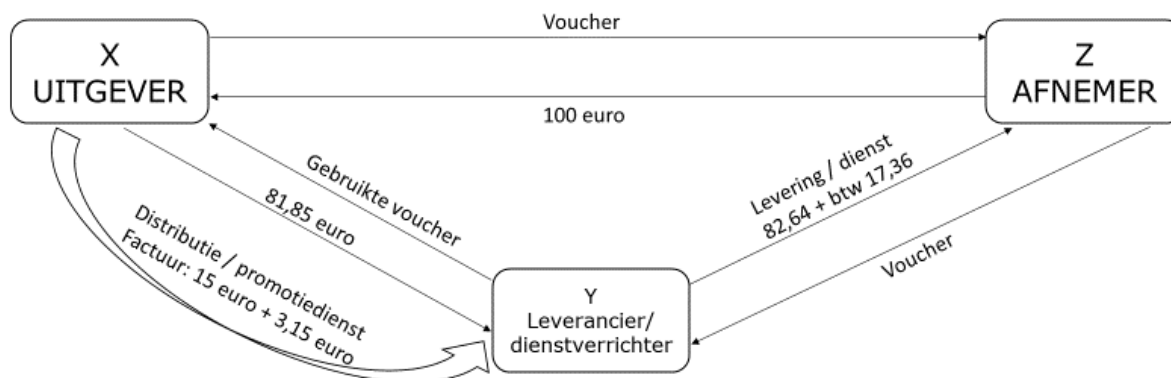 Voucher
X
UITGEVER
Z
AFNEMER
100 euro
Gebruikte voucher
81,85 euro
Distributie / promotiedienst
Factuur: 15 euro + 3,15 euro
Levering / dienst
82,64 + btw 17,36
Voucher
Y
Leverancier/
dienstverrichter